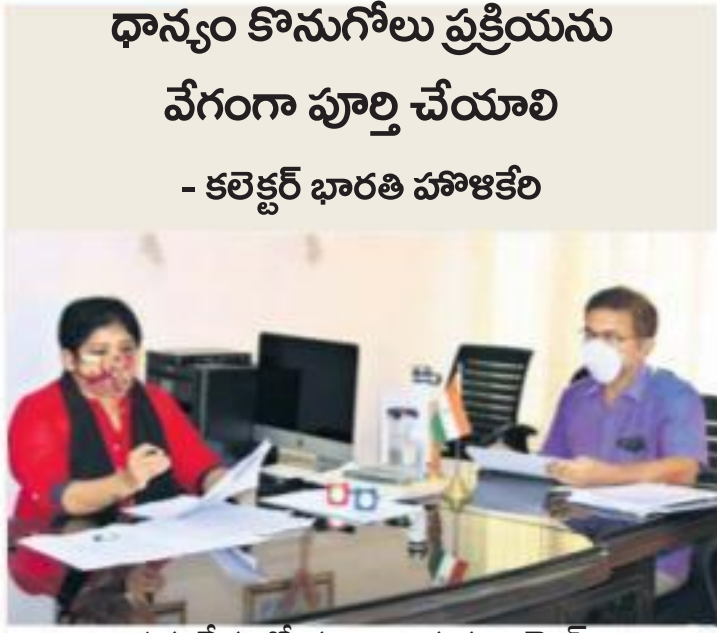 ధాన్యం కొనుగోలు ప్రక్రియను
వేగంగా పూర్తి చేయాలి
- కలెక్టర్ భారతి హొళికేరి